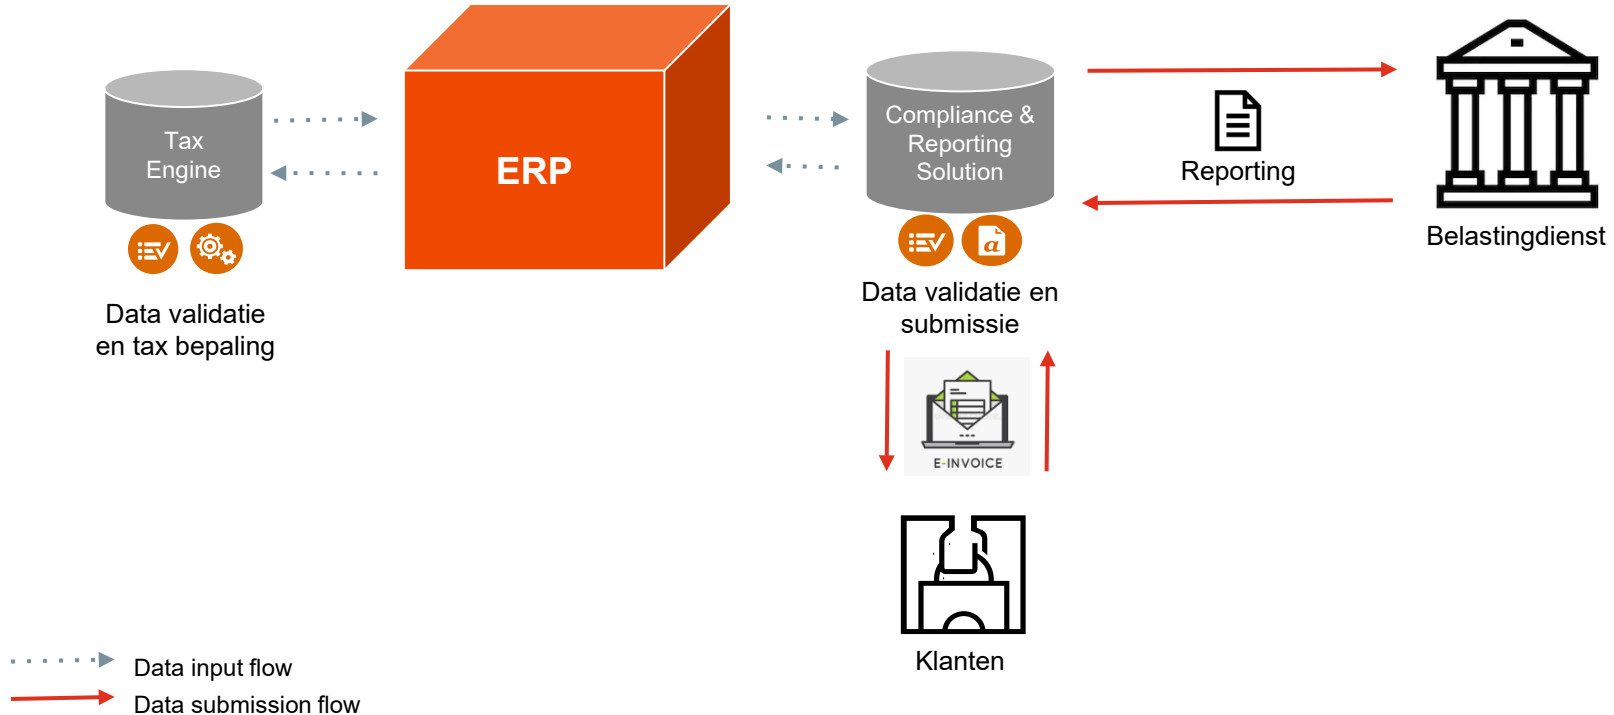 Tax
Engine
Data validatie
en tax bepaling
ERP
Compliance &
Reporting
Solution
a
Data validatie en
submissie
Reporting
Belastingdienst
E-INVOICE
Klanten
Data input flow
Data submission flow